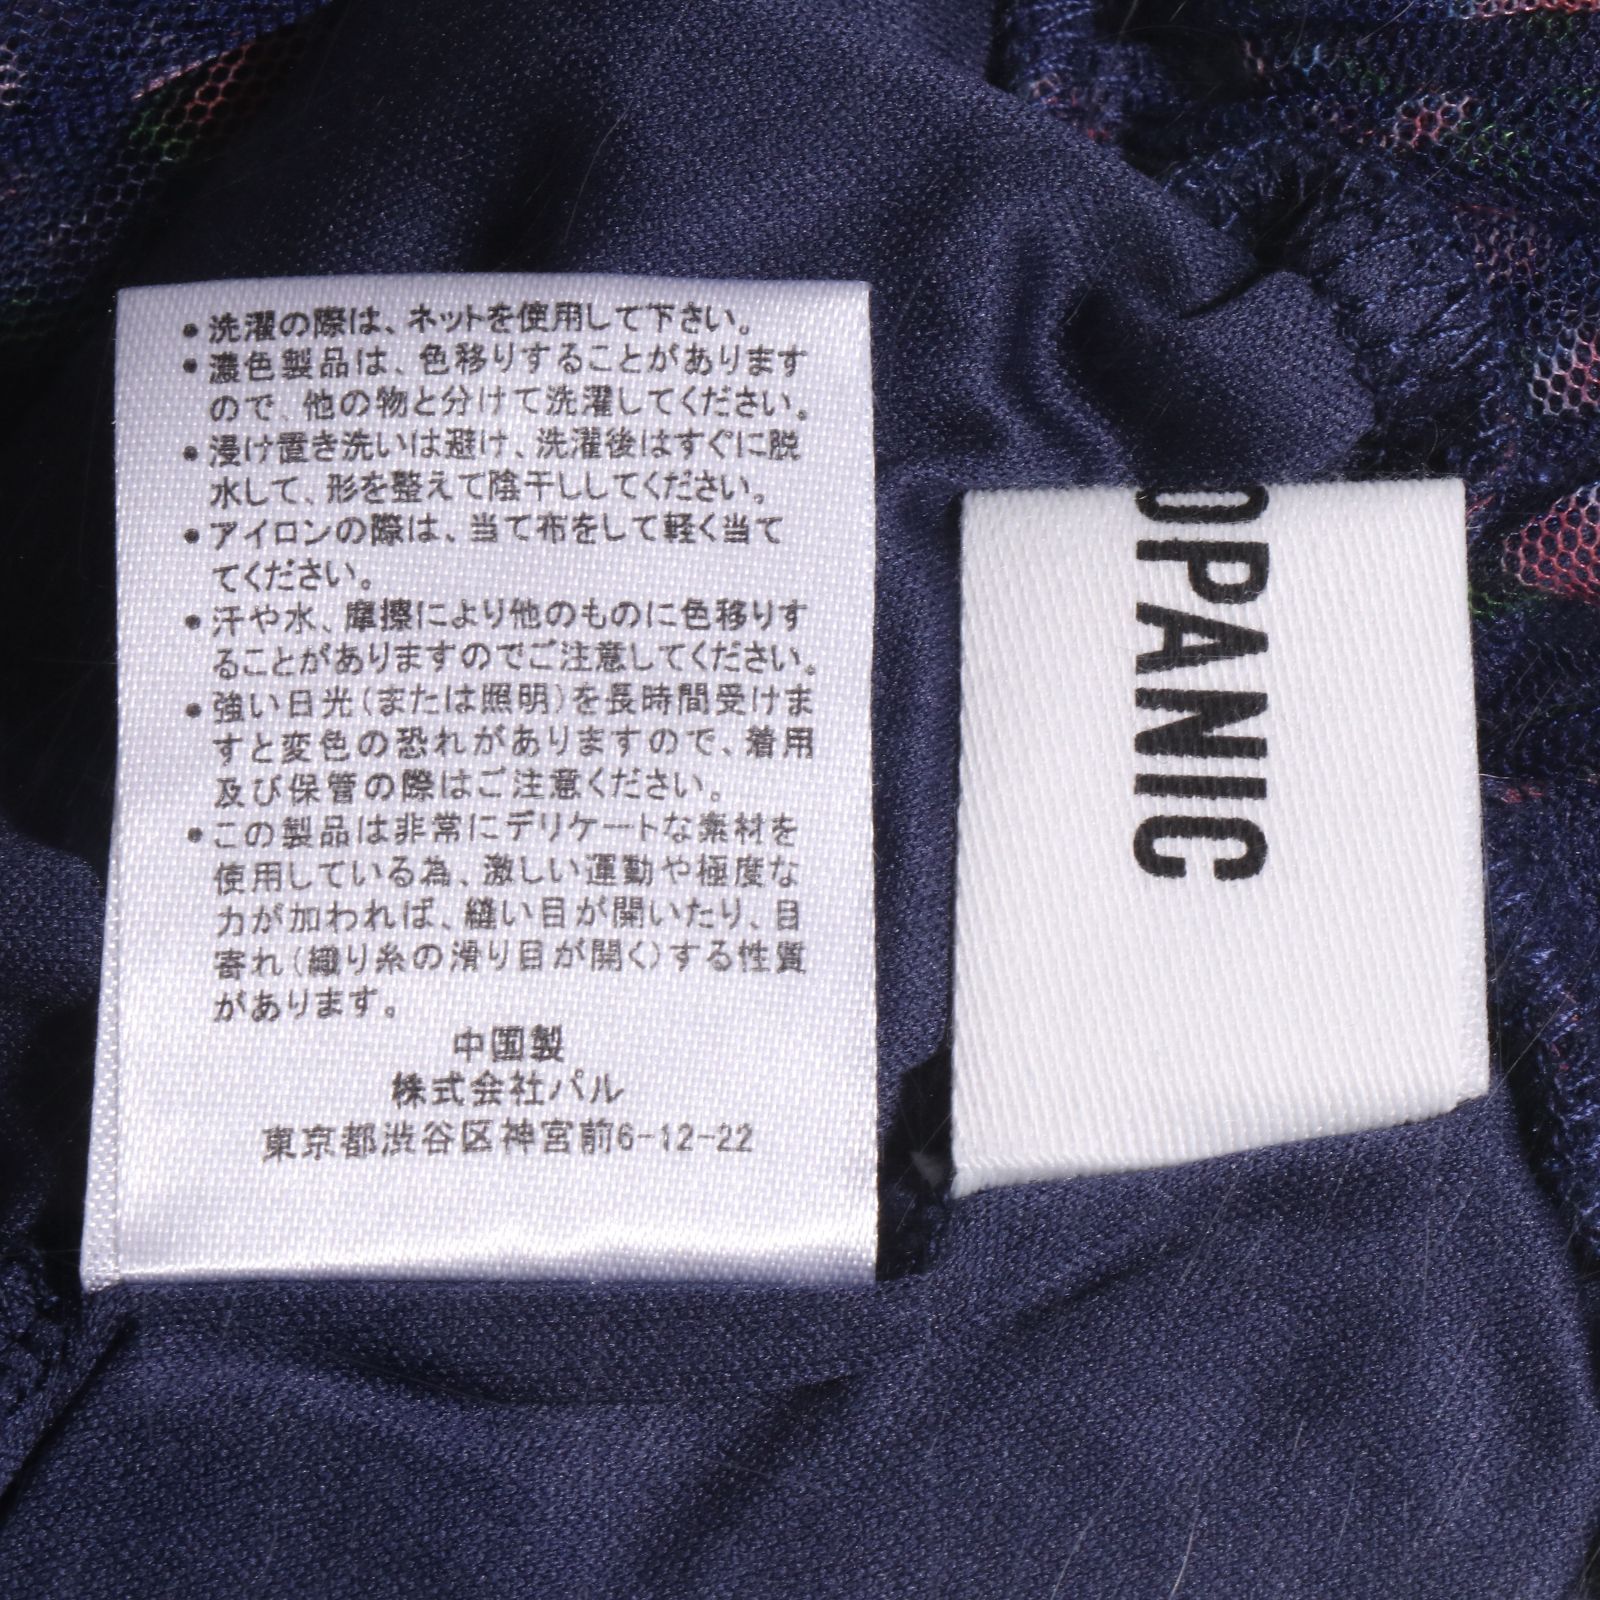 •洗濯の際は、ネットを使用して下さい。
•濃色製品は、色移りすることがあります
ので、他の物と分けて洗濯してください。
•浸け置き洗いは避け、洗濯後はすぐに脱
水して、形を整えて陰干ししてください。
•アイロンの際は、当て布をして軽く当て
てください。
•汗や水、摩擦により他のものに色移りす
ることがありますのでご注意してください。
•強い日光(または照明)を長時間受けま
すと変色の恐れがありますので、着用
及び保管の際はご注意ください。
•この製品は非常にデリケートな素材を
使用している為、激しい運動や極度な
力が加われば、縫い目が開いたり、目
寄れ(織り糸の滑り目が開く)する性質
があります。
中国製
株式会社パル
東京都渋谷区神宮前6-12-22
OPANIC